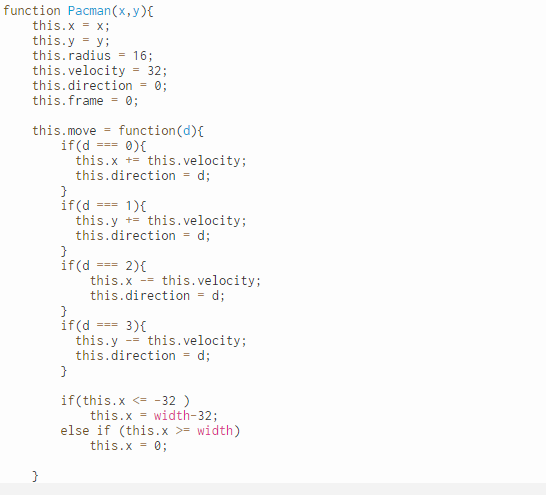 function Pacman(x,y){
    this.x = x;
    this.y = y;
    this.radius = 16;
    this.velocity = 32;
    this.direction = 0;
    this.frame = 0;

    this.move = function(d){
        if(d === 0){
          this.x += this.velocity;
          this.direction = d;
        }
        if(d === 1){
          this.y += this.velocity;
          this.direction = d;
        }
        if(d === 2){
            this.x -= this.velocity;
            this.direction = d;
        }
        if(d === 3){
          this.y -= this.velocity;
          this.direction = d;
        }

        if(this.x <= -32 )
            this.x = width-32;
        else if (this.x >= width)
            this.x = 0;

    }